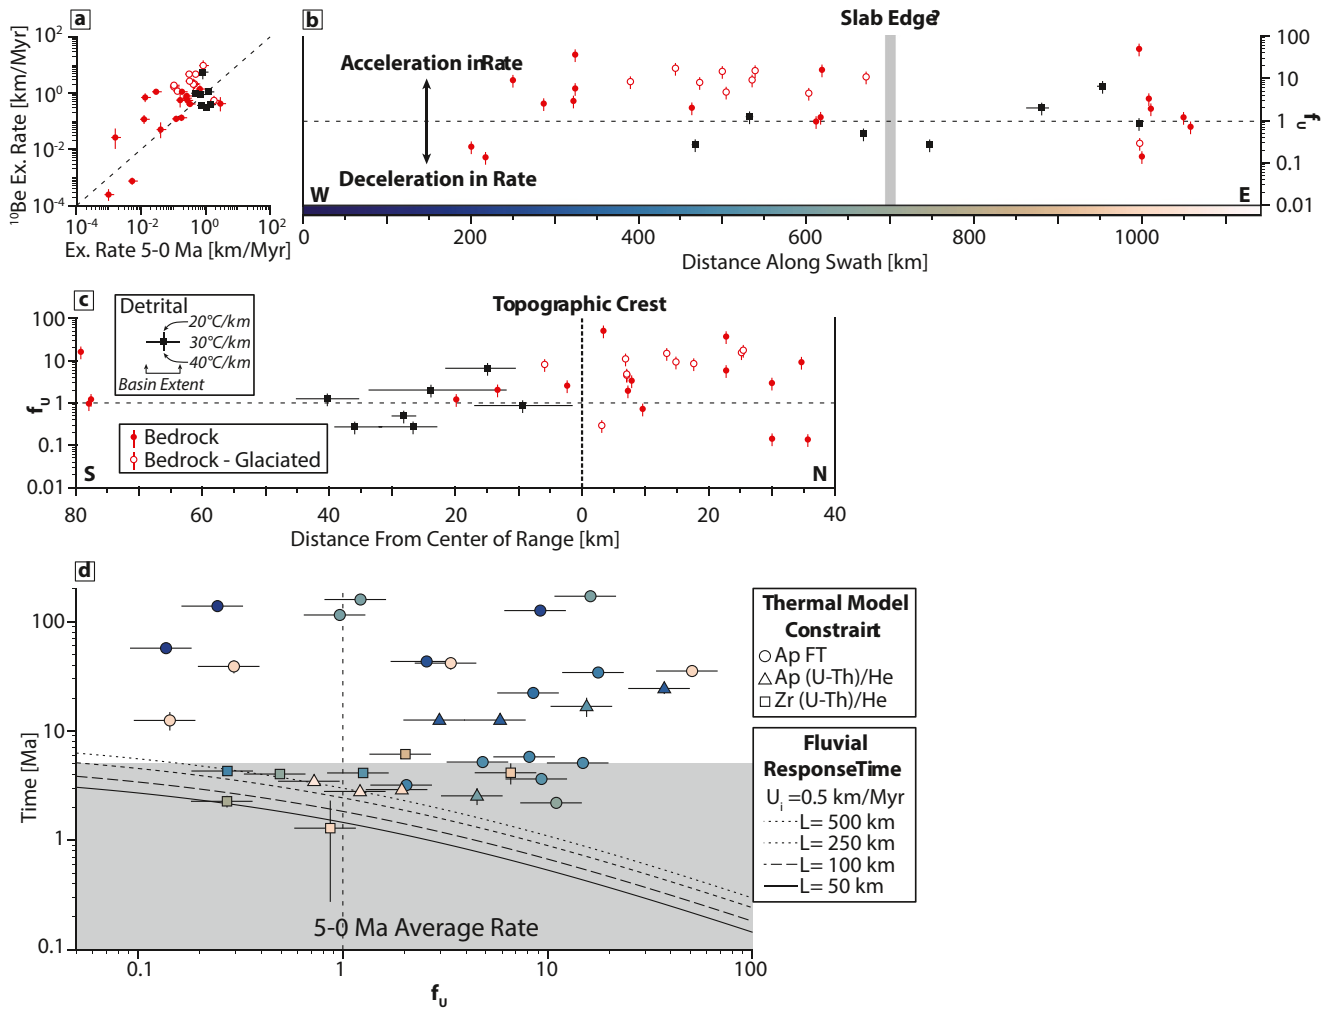 a
10² 10⁰ 10⁻² 10⁻⁴
¹⁰Be Ex. Rate [km/Myr]
10⁻⁴ 10⁻² 10⁰ 10²
Ex. Rate 5-0 Ma [km/Myr]
b
Slab Edge?
Acceleration in Rate
Deceleration in Rate
W
E
100
10
1
0.1
0.01
fᵤ
0 200 400 600 800 1000
Distance Along Swath [km]
c
Topographic Crest
Detrital
20°C/km
30°C/km
40°C/km
Basin Extent
100
10
1
0.1
0.01
fᵤ
Bedrock
Bedrock - Glaciated
S
N
80 60 40 20 0 20 40
Distance From Center of Range [km]
d
100
10
1
0.1
Time [Ma]
5-0 Ma Average Rate
0.1 1 10 100
fᵤ
Thermal Model
Constraint
Ap FT
Ap (U-Th)/He
Zr (U-Th)/He
Fluvial
Response Time
Uᵢ =0.5 km/Myr
L= 500 km
L= 250 km
L= 100 km
L= 50 km